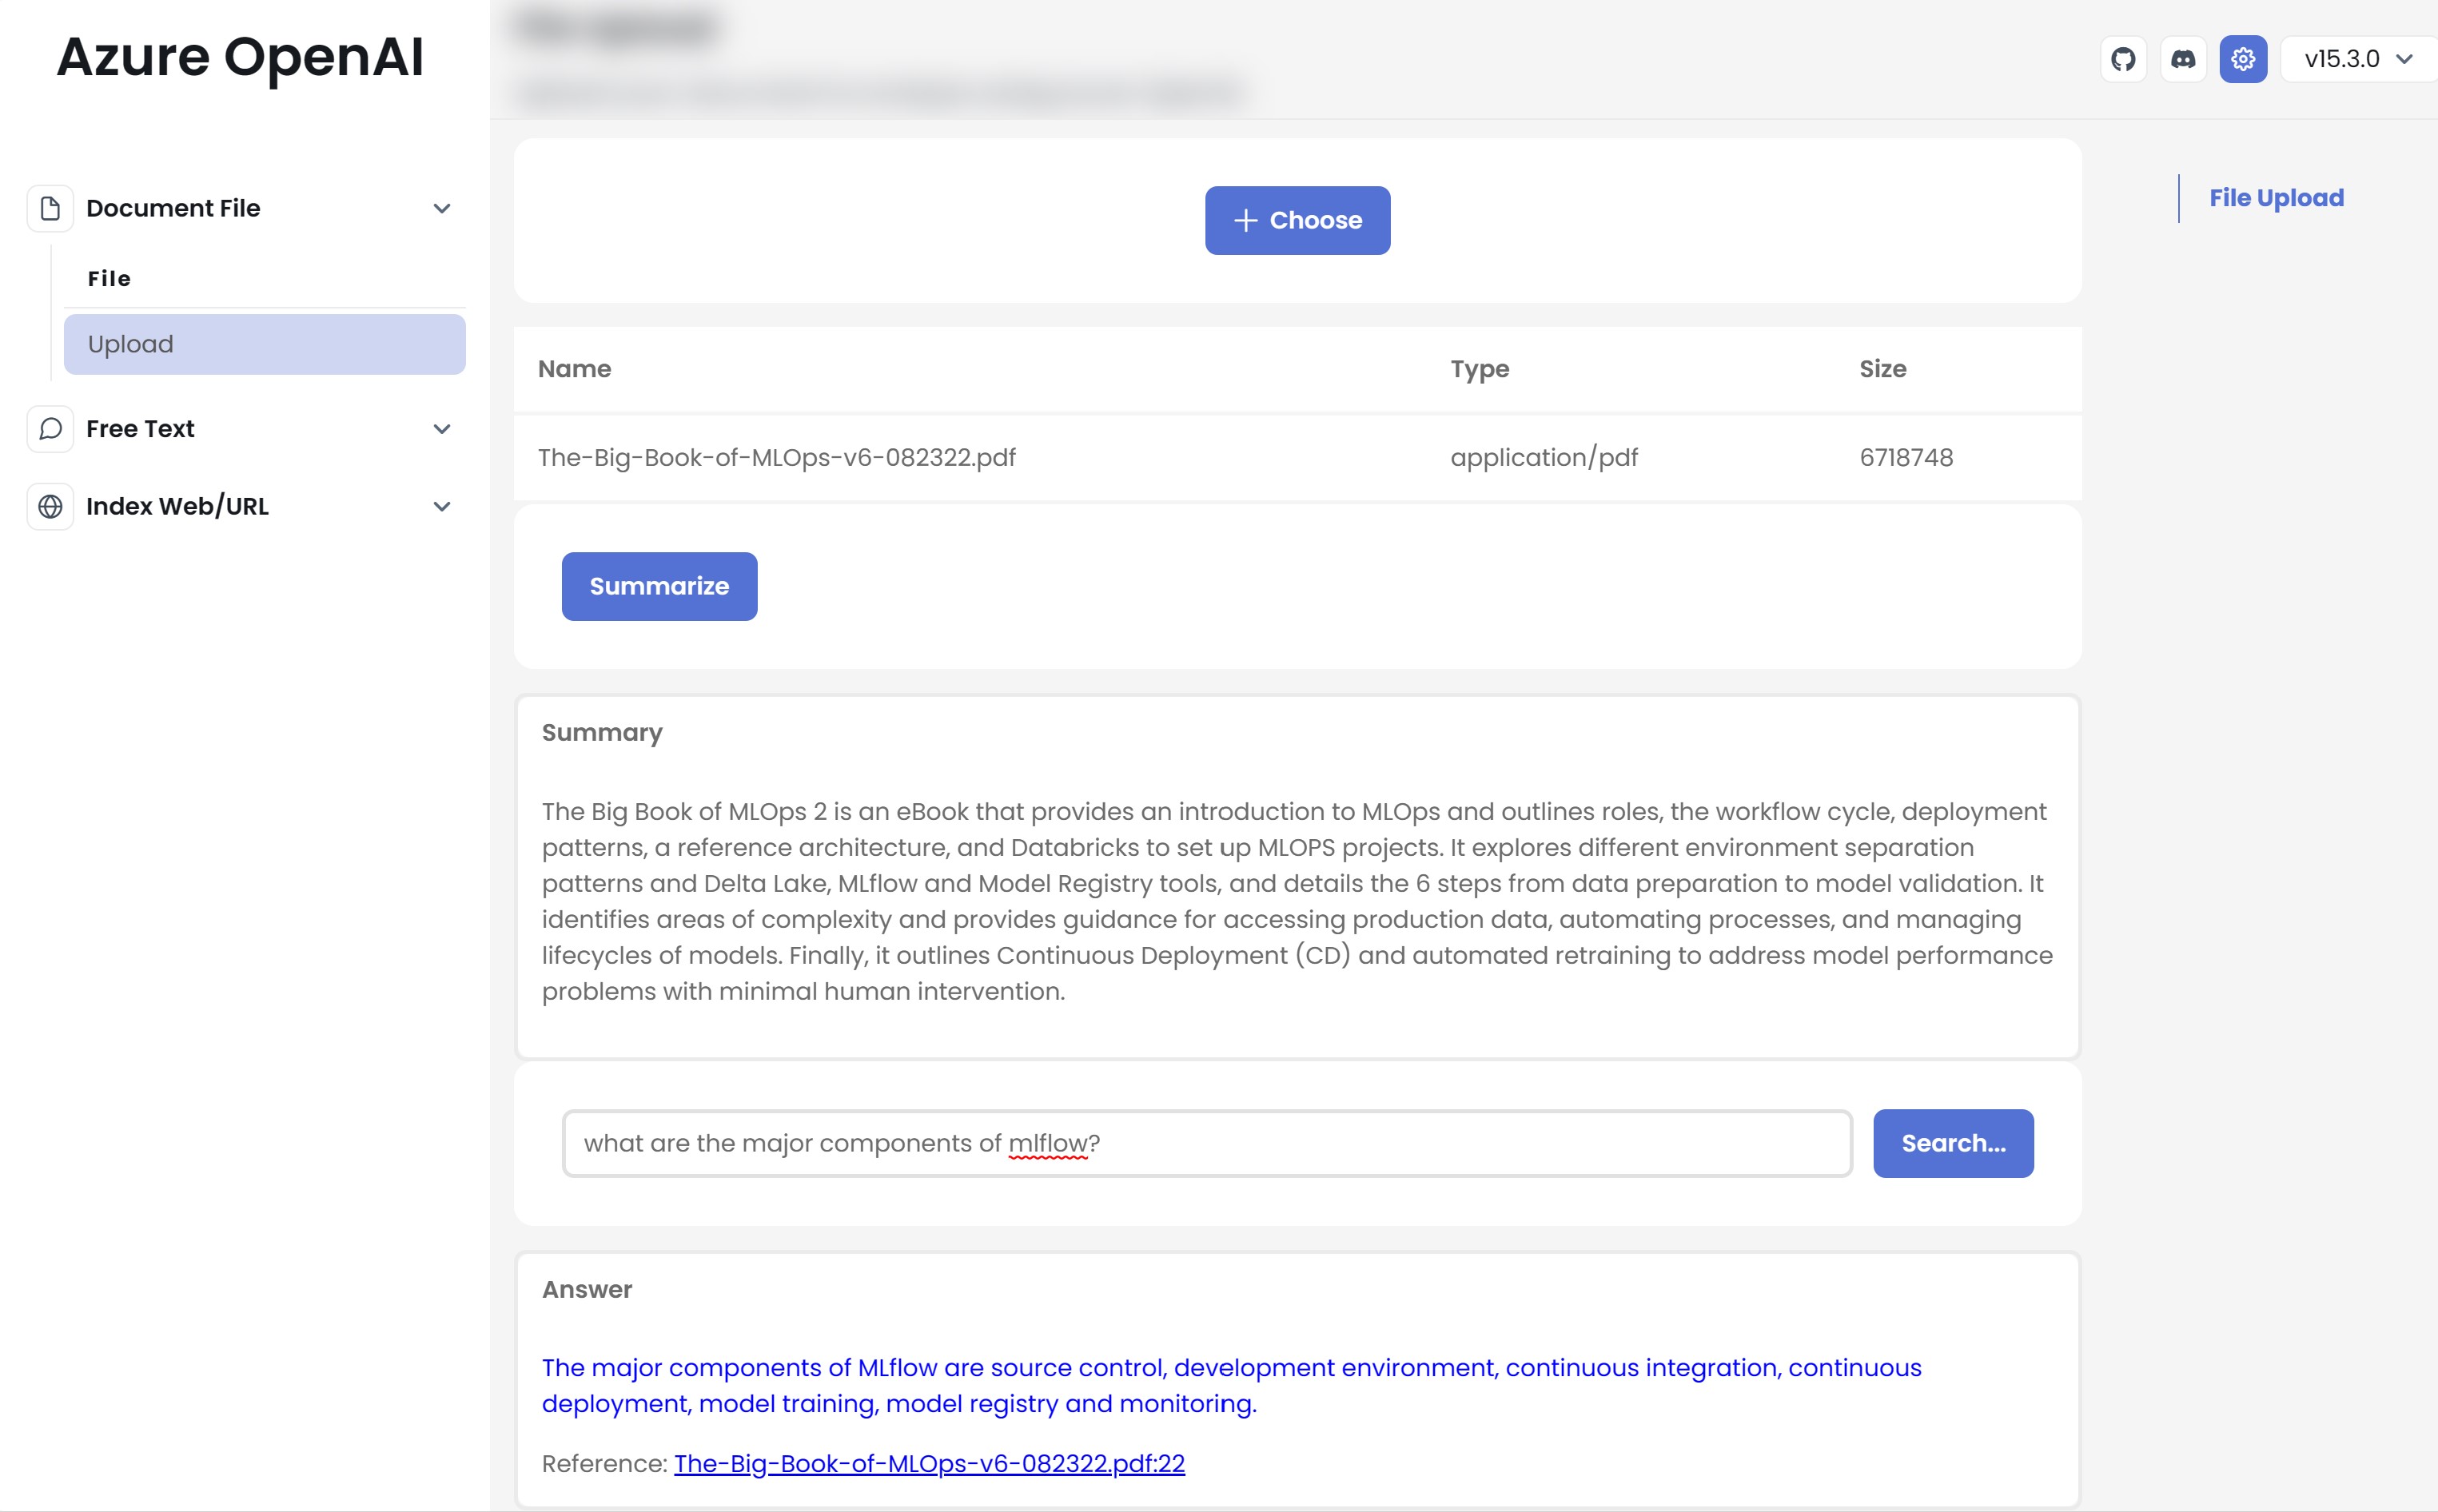 Azure OpenAI
v15.3.0
Document File
File
Upload
Free Text
Index Web/URL
File Upload
Choose
Name Type Size
The-Big-Book-of-MLOps-v6-082322.pdf application/pdf 6718748
Summarize
Summary
The Big Book of MLOps 2 is an eBook that provides an introduction to MLOps and outlines roles, the workflow cycle, deployment
patterns, a reference architecture, and Databricks to set up MLOPS projects. It explores different environment separation
patterns and Delta Lake, MLflow and Model Registry tools, and details the 6 steps from data preparation to model validation. It
identifies areas of complexity and provides guidance for accessing production data, automating processes, and managing
lifecycles of models. Finally, it outlines Continuous Deployment (CD) and automated retraining to address model performance
problems with minimal human intervention.
what are the major components of mlflow?
Search...
Answer
The major components of MLflow are source control, development environment, continuous integration, continuous
deployment, model training, model registry and monitoring.
Reference: The-Big-Book-of-MLOps-v6-082322.pdf:22